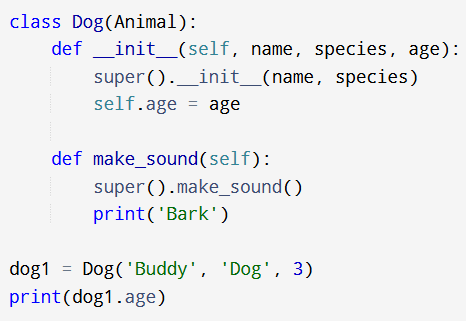 class Dog(Animal):
    def __init__(self, name, species, age):
        super().__init__(name, species)
        self.age = age

    def make_sound(self):
        super().make_sound()
        print('Bark')

dog1 = Dog('Buddy', 'Dog', 3)
print(dog1.age)